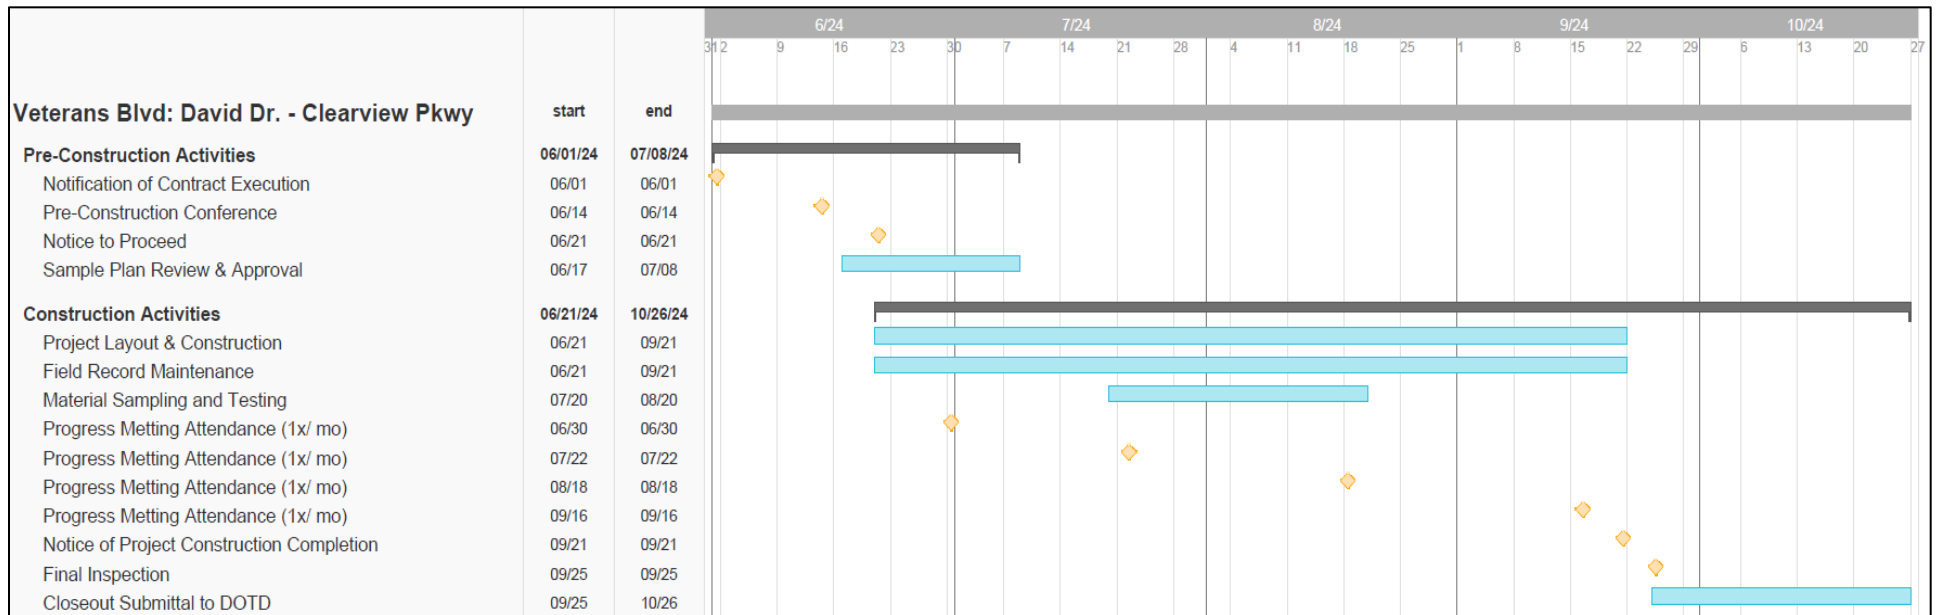 6/24 7/24 8/24 9/24 10/24
31 2 9 16 23 30 7 14 21 28 4 11 18 25 1 8 15 22 29 6 13 20 27
Veterans Blvd: David Dr. - Clearview Pkwy start end
Pre-Construction Activities 06/01/24 07/08/24
Notification of Contract Execution 06/01 06/01
Pre-Construction Conference 06/14 06/14
Notice to Proceed 06/21 06/21
Sample Plan Review & Approval 06/17 07/08
Construction Activities 06/21/24 10/26/24
Project Layout & Construction 06/21 09/21
Field Record Maintenance 06/21 09/21
Material Sampling and Testing 07/20 08/20
Progress Metting Attendance (1x/ mo) 06/30 06/30
Progress Metting Attendance (1x/ mo) 07/22 07/22
Progress Metting Attendance (1x/ mo) 08/18 08/18
Progress Metting Attendance (1x/ mo) 09/16 09/16
Notice of Project Construction Completion 09/21 09/21
Final Inspection 09/25 09/25
Closeout Submittal to DOTD 09/25 10/26